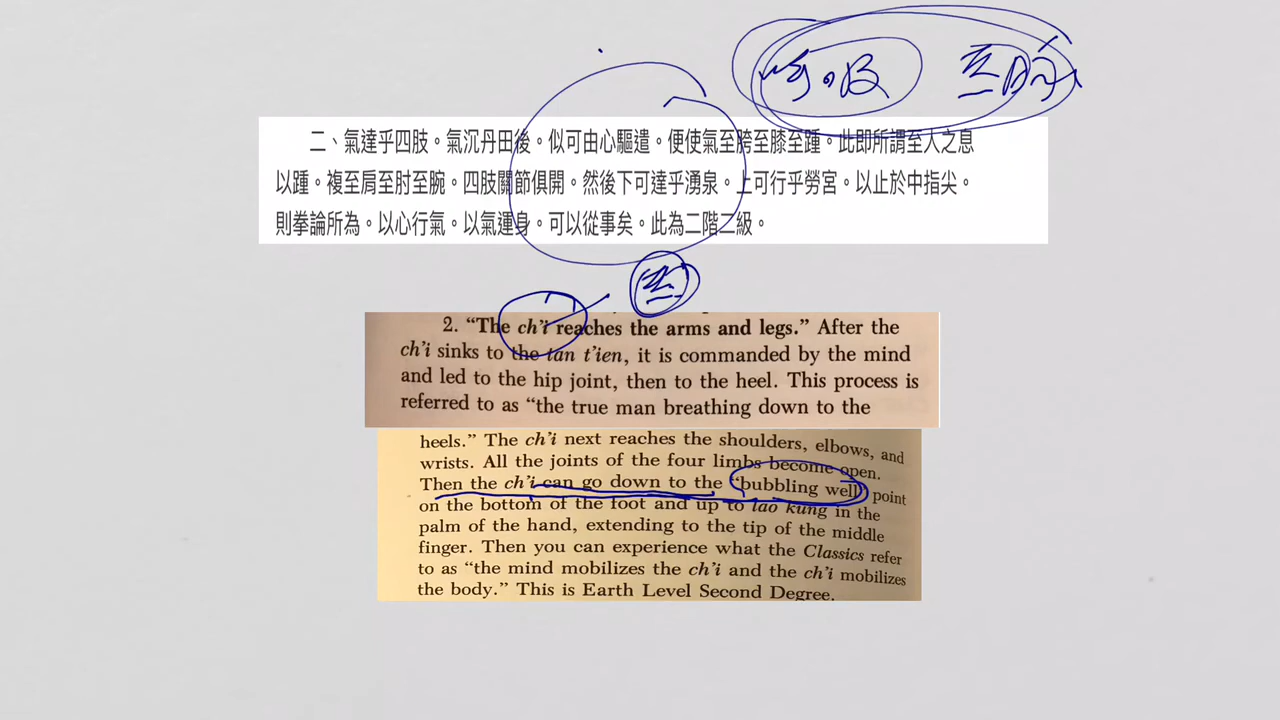 二、氣達乎四肢。氣沉丹田後。似可由心驅遣。便使氣至胯至膝至踵。此即所謂至人之息
以踵。複至肩至肘至腕。四肢關節俱開。然後下可達乎湧泉。上可行乎勞宮。以止於中指尖。
則拳論所為。以心行氣。以氣運身。可以從事矣。此為二階二級。
2. “The ch’i reaches the arms and legs.” After the
ch’i sinks to the tan t’ien, it is commanded by the mind
and led to the hip joint, then to the heel. This process is
referred to as “the true man breathing down to the
heels.” The ch’i next reaches the shoulders, elbows, and
wrists. All the joints of the four limbs become open.
Then the ch’i can go down to the “bubbling well” point
on the bottom of the foot and up to lao kung in the
palm of the hand, extending to the tip of the middle
finger. Then you can experience what the Classics refer
to as “the mind mobilizes the ch’i and the ch’i mobilizes
the body.” This is Earth Level Second Degree.